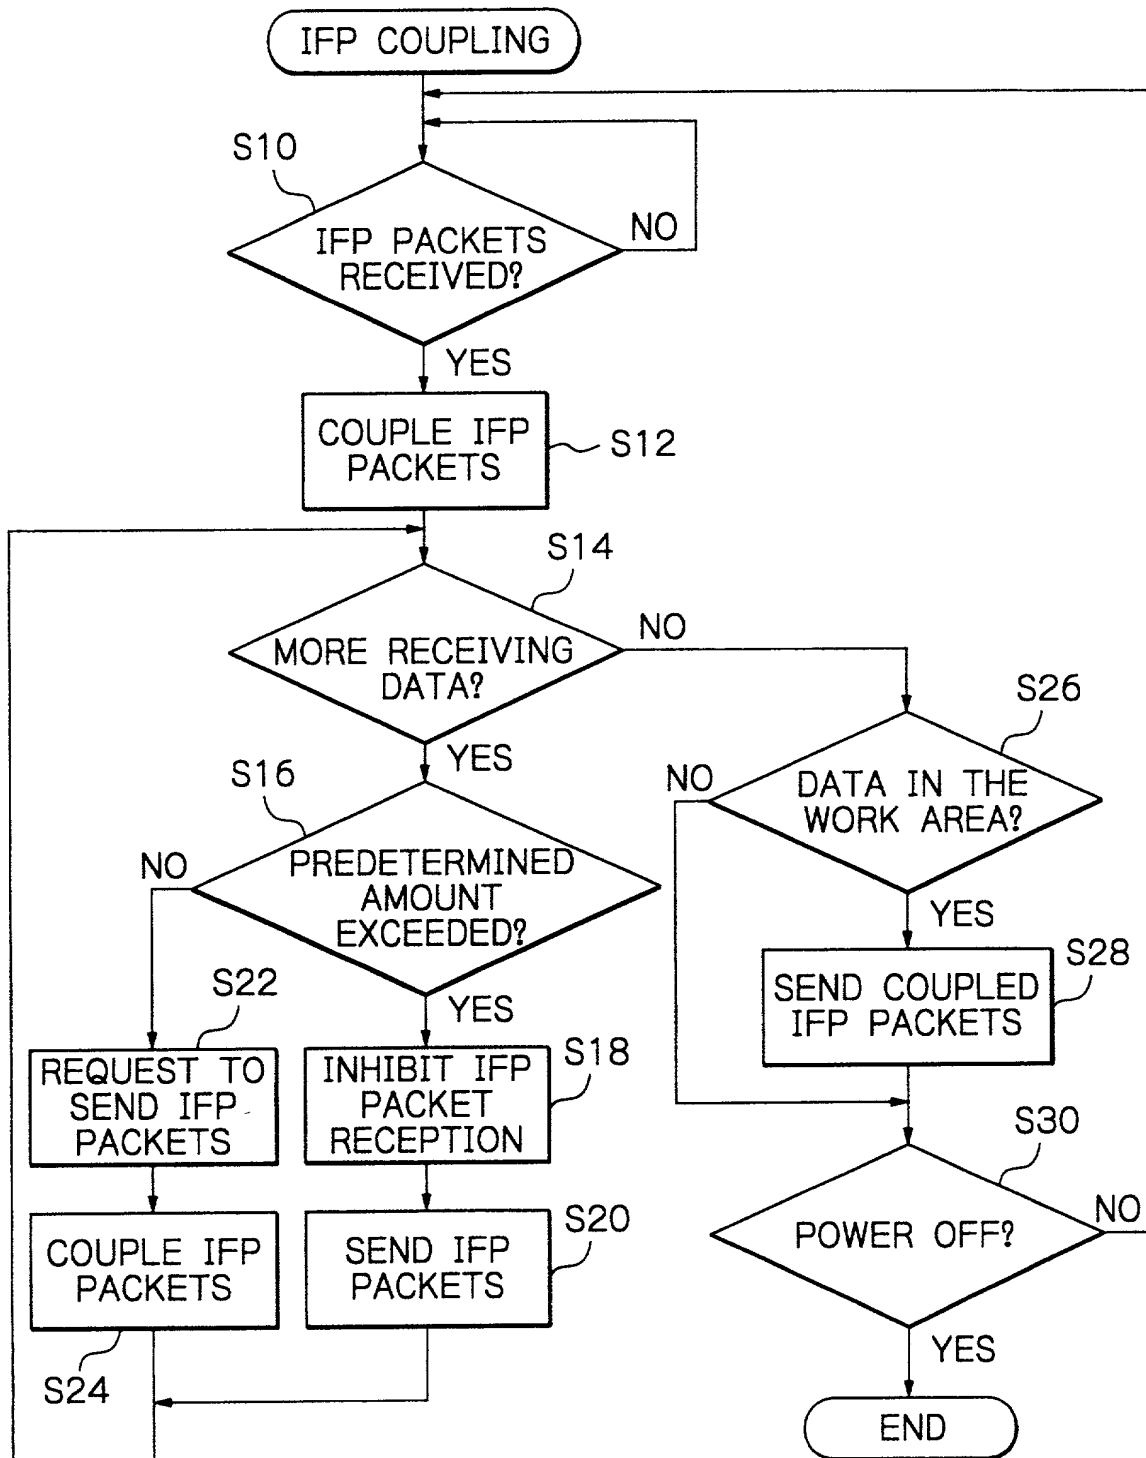 IFP COUPLING
S10
IFP PACKETS
RECEIVED?
NO
YES
COUPLE IFP
PACKETS
S12
S14
MORE RECEIVING
DATA?
NO
YES
S26
DATA IN THE
WORK AREA?
NO
YES
S16
PREDETERMINED
AMOUNT
EXCEEDED?
NO
YES
S28
SEND COUPLED
IFP PACKETS
S22
REQUEST TO
SEND IFP
PACKETS
S18
INHIBIT IFP
PACKET
RECEPTION
S30
POWER OFF?
NO
YES
COUPLE IFP
PACKETS
S24
S20
SEND IFP
PACKETS
END